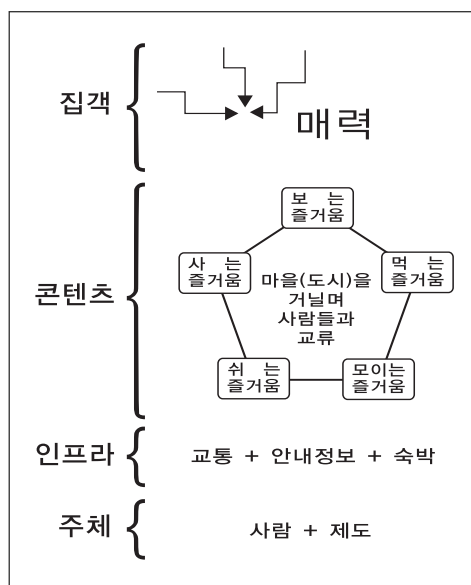 집객
매력
콘텐츠
보 는
즐거움
사 는
즐거움
먹 는
즐거움
마을(도시)을
거닐며
사람들과
교류
쉬 는
즐거움
모이는
즐거움
인프라
교통 + 안내정보 + 숙박
주체
사람 + 제도